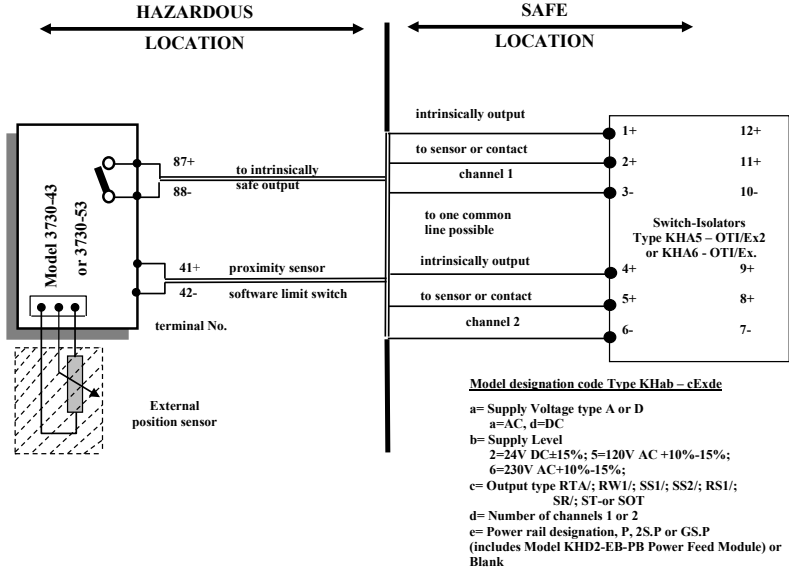 HAZARDOUS
LOCATION
SAFE
LOCATION
Model 3730-43
or 3730-53
87+
88-
to intrinsically
safe output
41+
42-
proximity sensor
software limit switch
terminal No.
External
position sensor
intrinsically output
to sensor or contact
channel 1
to one common
line possible
intrinsically output
to sensor or contact
channel 2
1+ 12+
2+ 11+
3- 10-
Switch-Isolators
Type KHA5 – OTI/Ex2
or KHA6 - OTI/Ex.
4+ 9+
5+ 8+
6- 7-
Model designation code Type KHab – cExde
a= Supply Voltage type A or D
a=AC, d=DC
b= Supply Level
2=24V DC±15%; 5=120V AC +10%-15%;
6=230V AC+10%-15%;
c= Output type RTA/; RW1/; SS1/; SS2/; RS1/;
SR/; ST-or SOT
d= Number of channels 1 or 2
e= Power rail designation, P, 2S.P or GS.P
(includes Model KHD2-EB-PB Power Feed Module) or
Blank